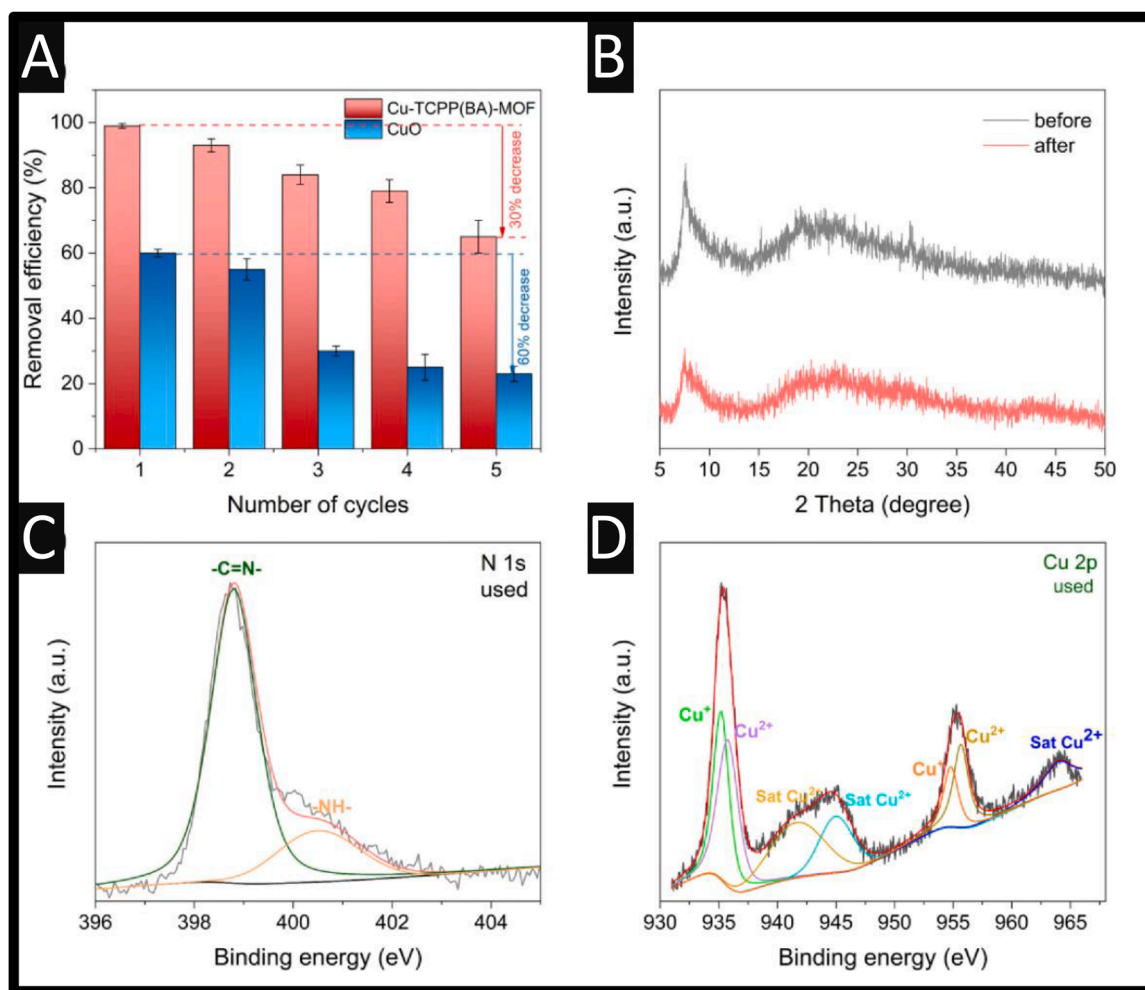 A
Cu-TCPP(BA)-MOF
CuO
30% decrease
60% decrease
Removal efficiency (%)
100
80
60
40
20
0
1 2 3 4 5
Number of cycles
B
before
after
Intensity (a.u.)
5 10 15 20 25 30 35 40 45 50
2 Theta (degree)
C
N 1s
used
-C=N-
-NH-
Intensity (a.u.)
396 398 400 402 404
Binding energy (eV)
D
Cu 2p
used
Cu⁺
Cu²⁺
Sat Cu²⁺
Sat Cu²⁺
Cu⁺
Cu²⁺
Sat Cu²⁺
Intensity (a.u.)
930 935 940 945 950 955 960 965
Binding energy (eV)